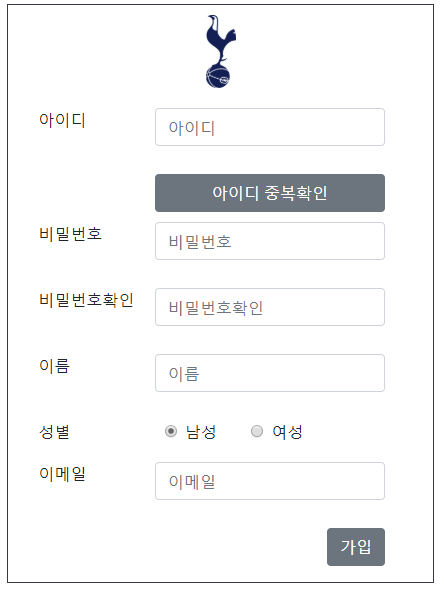 아이디 아이디
아이디 중복확인
비밀번호 비밀번호
비밀번호확인 비밀번호확인
이름 이름
성별 남성 여성
이메일 이메일
가입